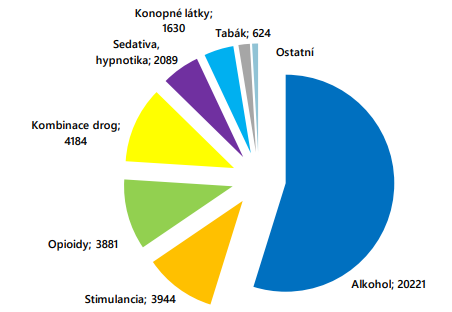 Konopné látky;
1630
Tabák; 624
Sedativa,
hypnotika; 2089
Ostatní
Kombinace drog;
4184
Opioidy; 3881
Stimulancia; 3944
Alkohol; 20221